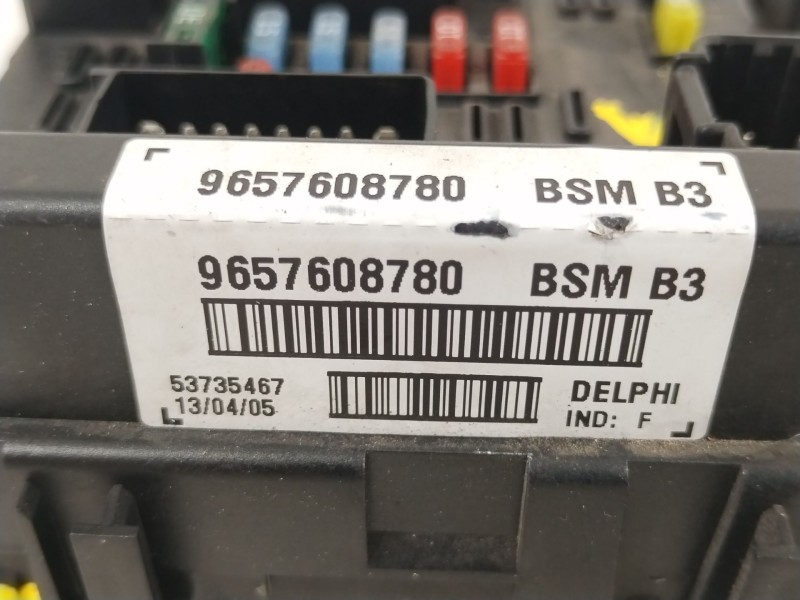 9657608780 BSM B3
9657608780 BSM B3
53735467 DELPHI
13/04/05 IND: F